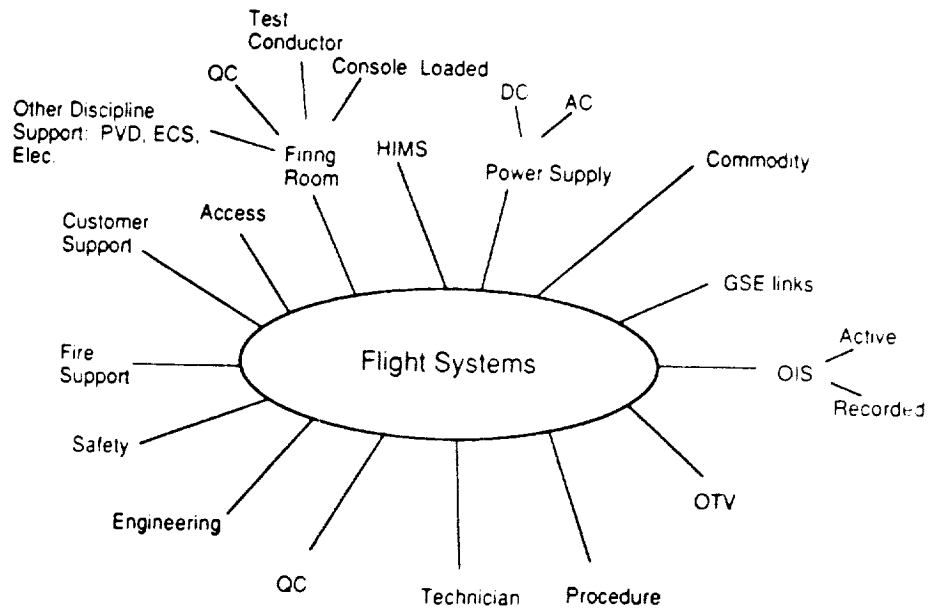 Test
Conductor
QC
Console Loaded
DC
AC
Other Discipline
Support: PVD, ECS,
Elec.
Firing
Room
HIMS
Power Supply
Commodity
Access
Customer
Support
GSE links
Flight Systems
Active
Fire
Support
OIS
Recorded
Safety
OTV
Engineering
QC
Technician
Procedure